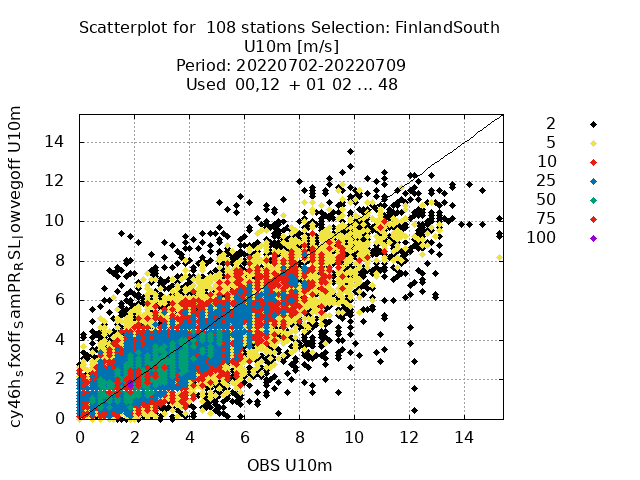 Scatterplot for 108 stations Selection: FinlandSouth
U10m [m/s]
Period: 20220702-20220709
Used 00,12 + 01 02 ... 48
cy46h_sfxoff_samPR_RSL_lowvegoff U10m
14
12
10
8
6
4
2
0
0 2 4 6 8 10 12 14
OBS U10m
2
5
10
25
50
75
100